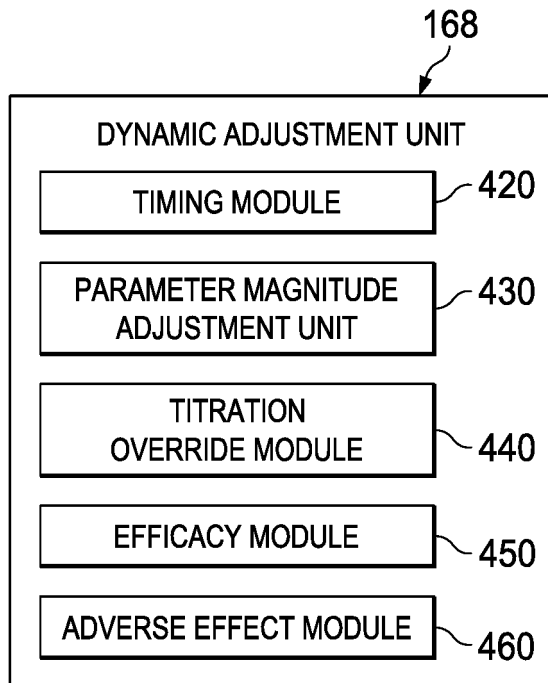 168
DYNAMIC ADJUSTMENT UNIT
TIMING MODULE
420
PARAMETER MAGNITUDE
ADJUSTMENT UNIT
430
TITRATION
OVERRIDE MODULE
440
EFFICACY MODULE
450
ADVERSE EFFECT MODULE
460